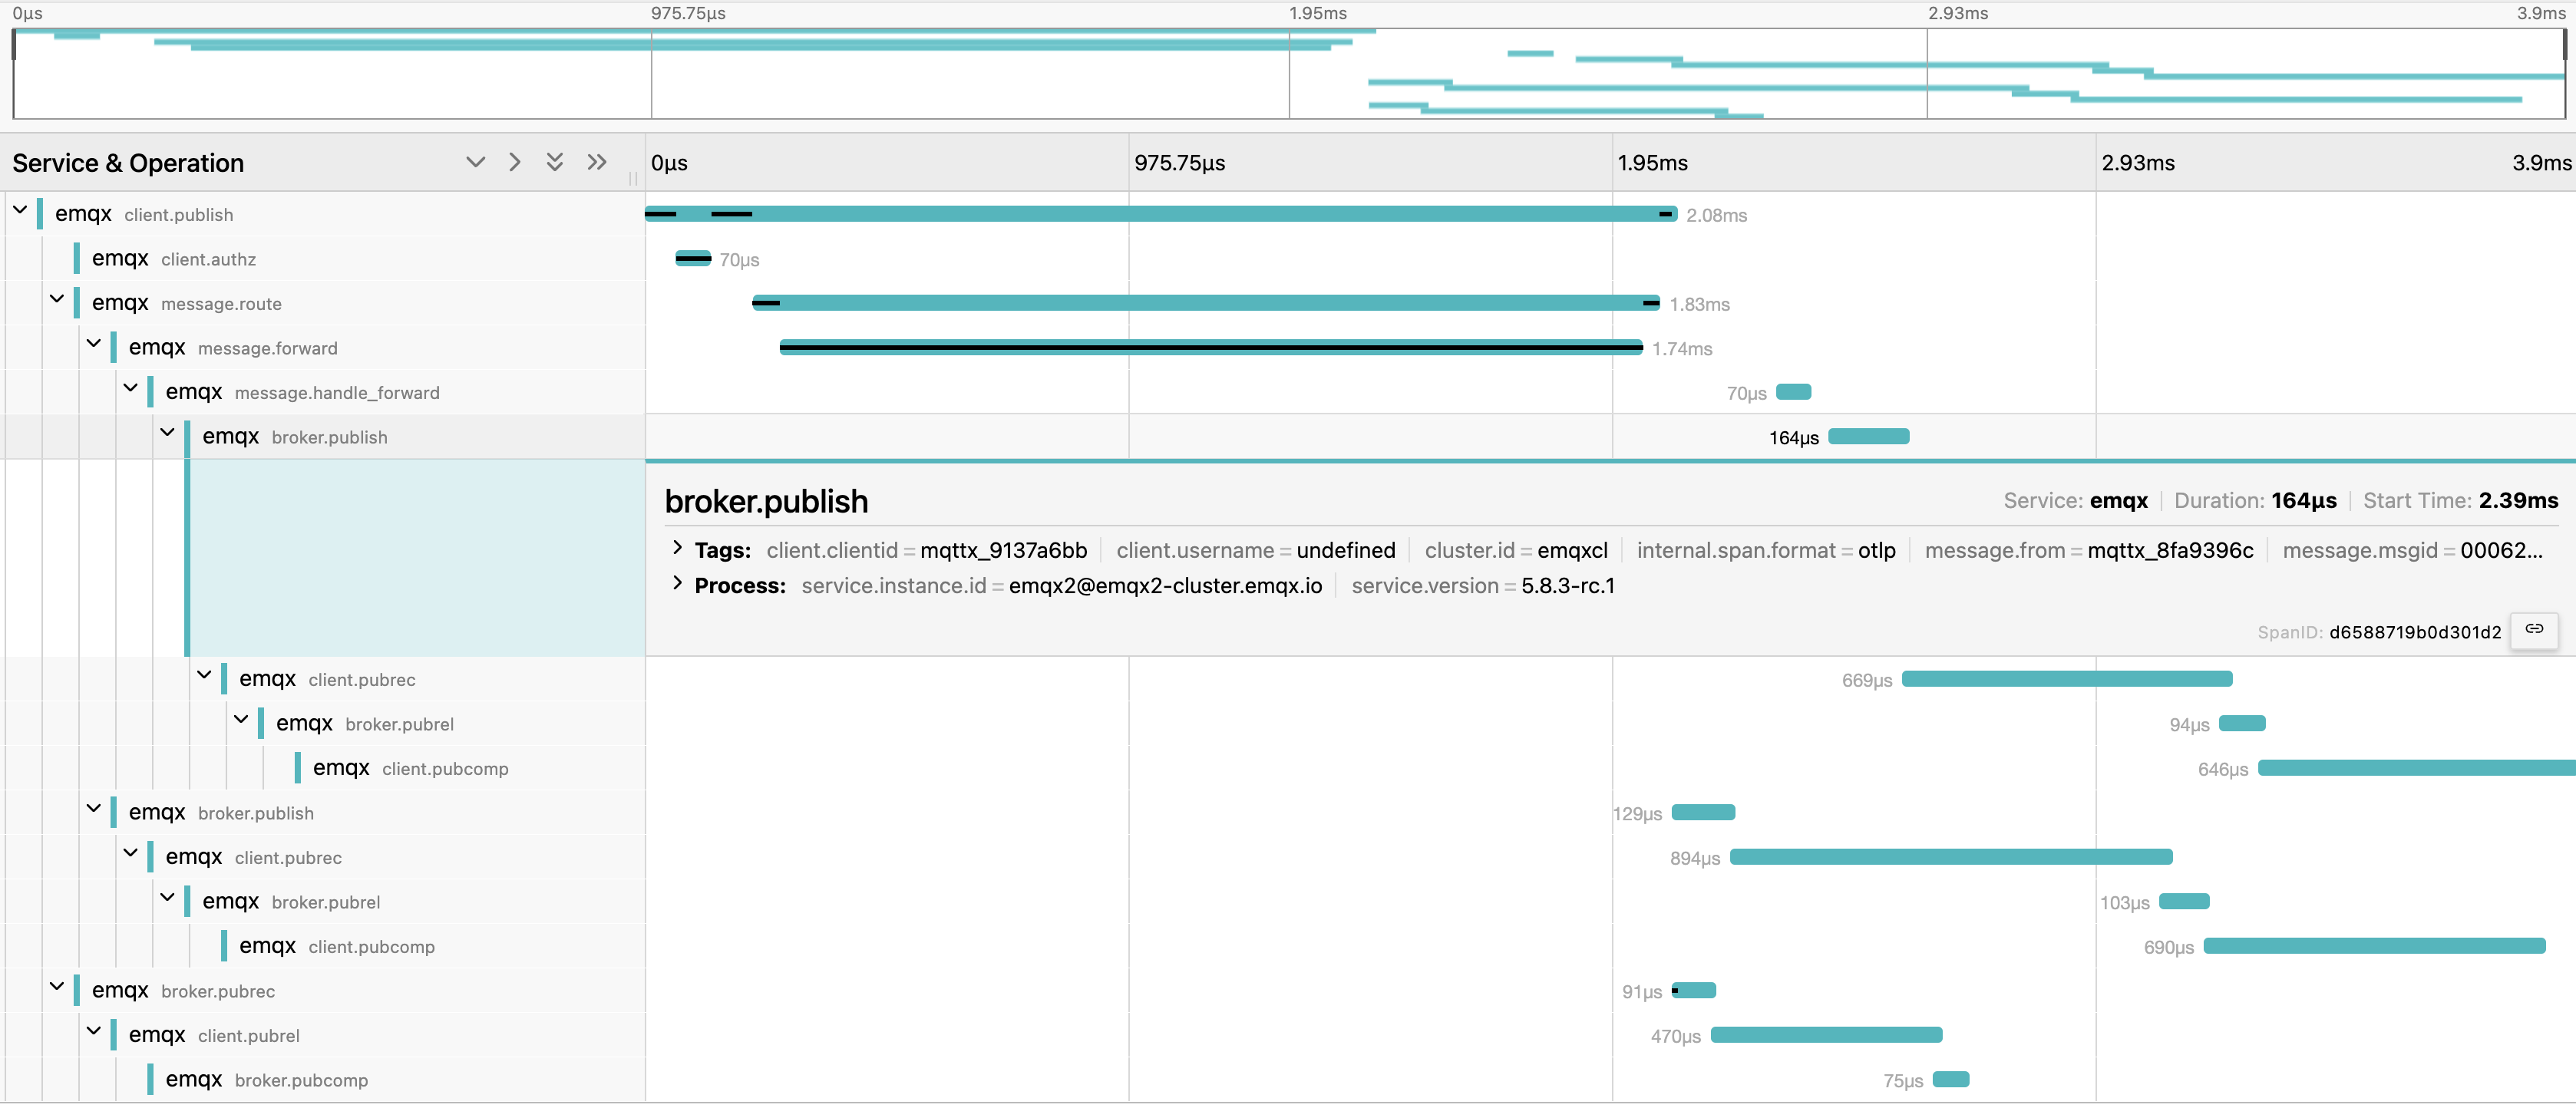 0μs 975.75μs 1.95ms 2.93ms 3.9ms
Service & Operation 0μs 975.75μs 1.95ms 2.93ms 3.9ms
emqx client.publish 2.08ms
emqx client.authz 70μs
emqx message.route 1.83ms
emqx message.forward 1.74ms
emqx message.handle_forward 70μs
emqx broker.publish 164μs
broker.publish Service: emqx Duration: 164μs Start Time: 2.39ms
Tags: client.clientid = mqttx_9137a6bb client.username = undefined cluster.id = emqxcl internal.span.format = otlp message.from = mqttx_8fa9396c message.msgid = 00062...
Process: service.instance.id = emqx2@emqx2-cluster.emqx.io service.version = 5.8.3-rc.1
SpanID: d6588719b0d301d2
emqx client.pubrec 669μs
emqx broker.pubrel 94μs
emqx client.pubcomp 646μs
emqx broker.publish 129μs
emqx client.pubrec 894μs
emqx broker.pubrel 103μs
emqx client.pubcomp 690μs
emqx broker.pubrec 91μs
emqx client.pubrel 470μs
emqx broker.pubcomp 75μs